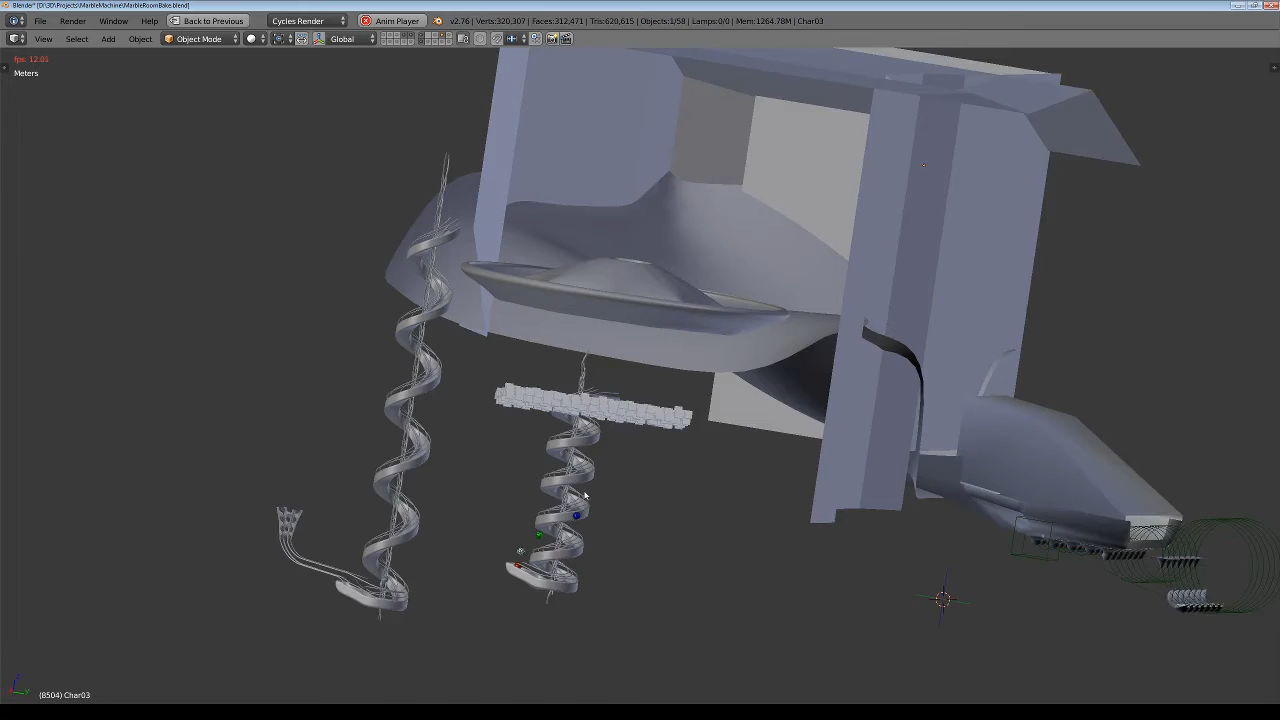 Blender* [D:\3D\Projects\MarbleMachine\MarbleRoomBake.blend]
File Render Window Help Back to Previous Cycles Render Anim Player v2.76 | Verts:320,307 | Faces:312,471 | Tris:620,615 | Objects:1/58 | Lamps:0/0 | Mem:1264.78M | Char03
View Select Add Object Object Mode Global
fps: 12.01
Meters
(8504) Char03